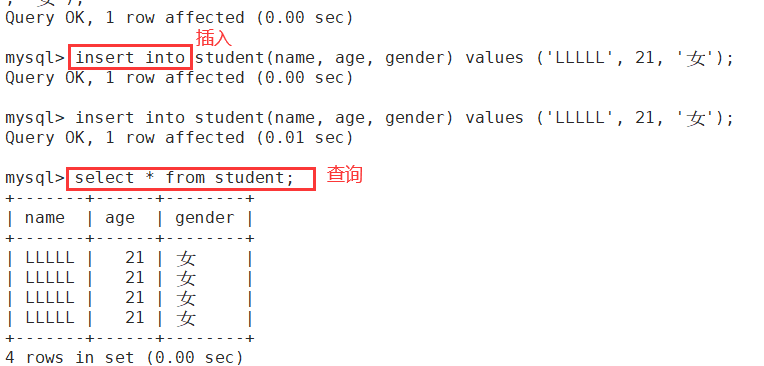 , '女');
Query OK, 1 row affected (0.00 sec)
插入
mysql> insert into student(name, age, gender) values ('LLLLL', 21, '女');
Query OK, 1 row affected (0.00 sec)
mysql> insert into student(name, age, gender) values ('LLLLL', 21, '女');
Query OK, 1 row affected (0.01 sec)
mysql> select * from student; 查询
+-------+------+--------+
| name  | age  | gender |
+-------+------+--------+
| LLLLL |   21 | 女     |
| LLLLL |   21 | 女     |
| LLLLL |   21 | 女     |
| LLLLL |   21 | 女     |
+-------+------+--------+
4 rows in set (0.00 sec)